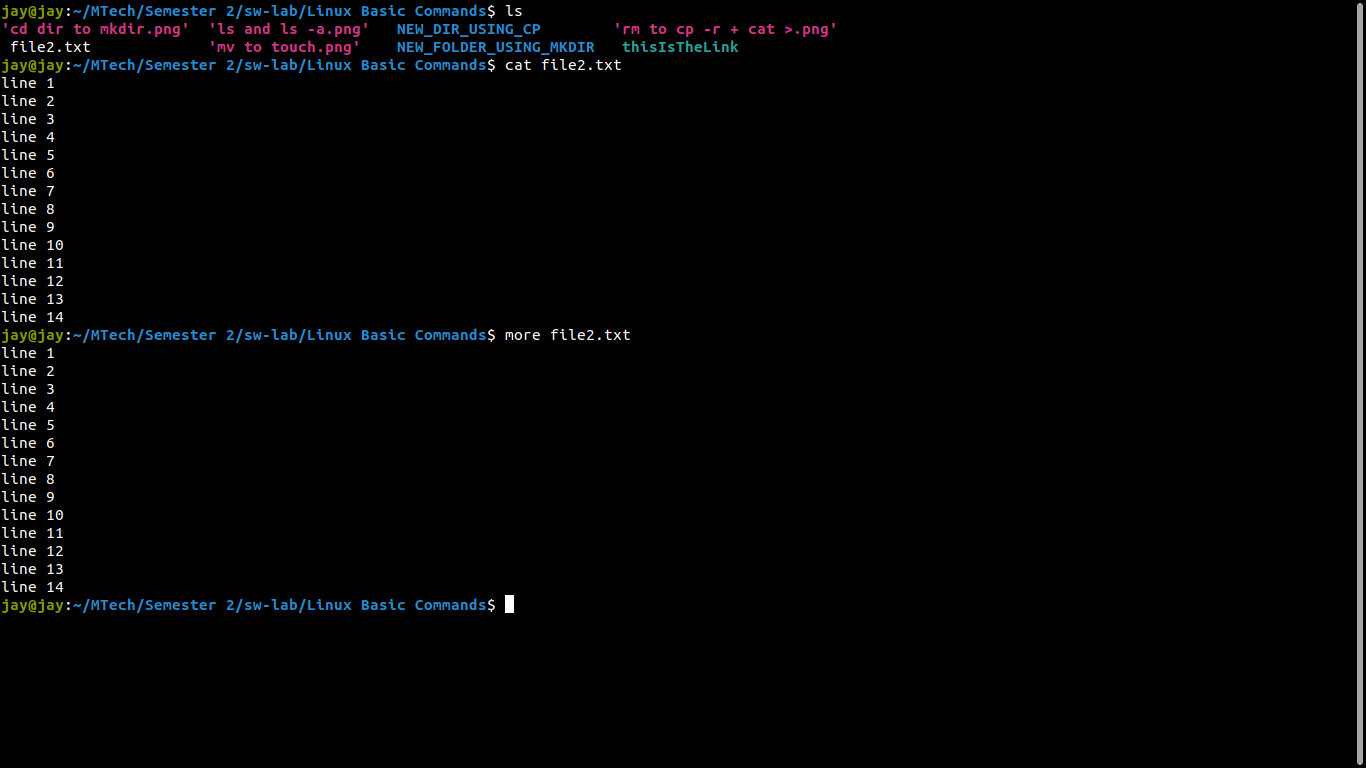 jay@jay:~/MTech/Semester 2/sw-lab/Linux Basic Commands$ ls
'cd dir to mkdir.png'  'ls and ls -a.png'   NEW_DIR_USING_CP        'rm to cp -r + cat >.png'
 file2.txt             'mv to touch.png'    NEW_FOLDER_USING_MKDIR   thisIsTheLink
jay@jay:~/MTech/Semester 2/sw-lab/Linux Basic Commands$ cat file2.txt
line 1
line 2
line 3
line 4
line 5
line 6
line 7
line 8
line 9
line 10
line 11
line 12
line 13
line 14
jay@jay:~/MTech/Semester 2/sw-lab/Linux Basic Commands$ more file2.txt
line 1
line 2
line 3
line 4
line 5
line 6
line 7
line 8
line 9
line 10
line 11
line 12
line 13
line 14
jay@jay:~/MTech/Semester 2/sw-lab/Linux Basic Commands$